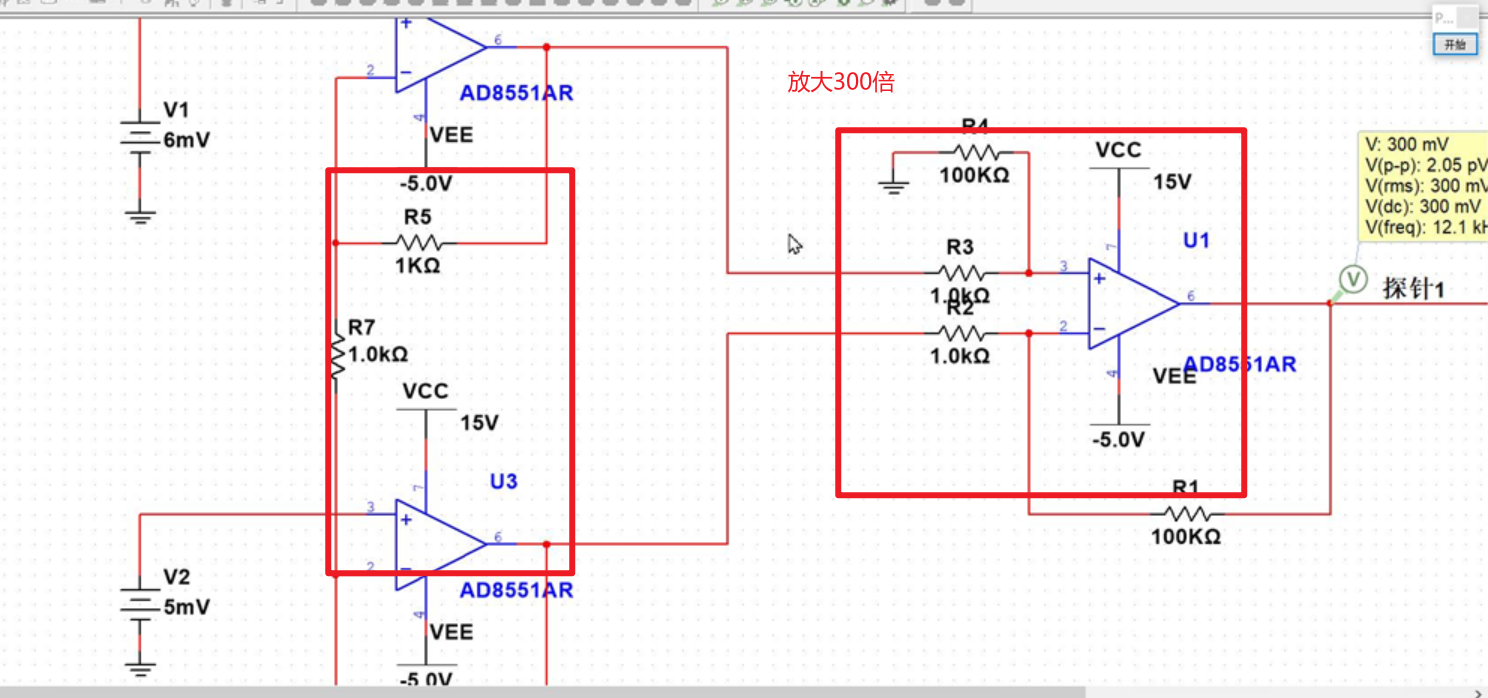 P...
开始
6
2
AD8551AR
4
VEE
-5.0V
V1
6mV
放大300倍
R4
100KΩ
VCC
15V
7
U1
V: 300 mV
V(p-p): 2.05 pV
V(rms): 300 mV
V(dc): 300 mV
V(freq): 12.1 kH
R5
1KΩ
R3
1.0kΩ
3
6
V
探针1
R2
1.0kΩ
2
4
AD8551AR
VEE
-5.0V
R7
1.0kΩ
VCC
15V
7
U3
3
6
2
AD8551AR
4
VEE
-5.0V
R1
100KΩ
V2
5mV